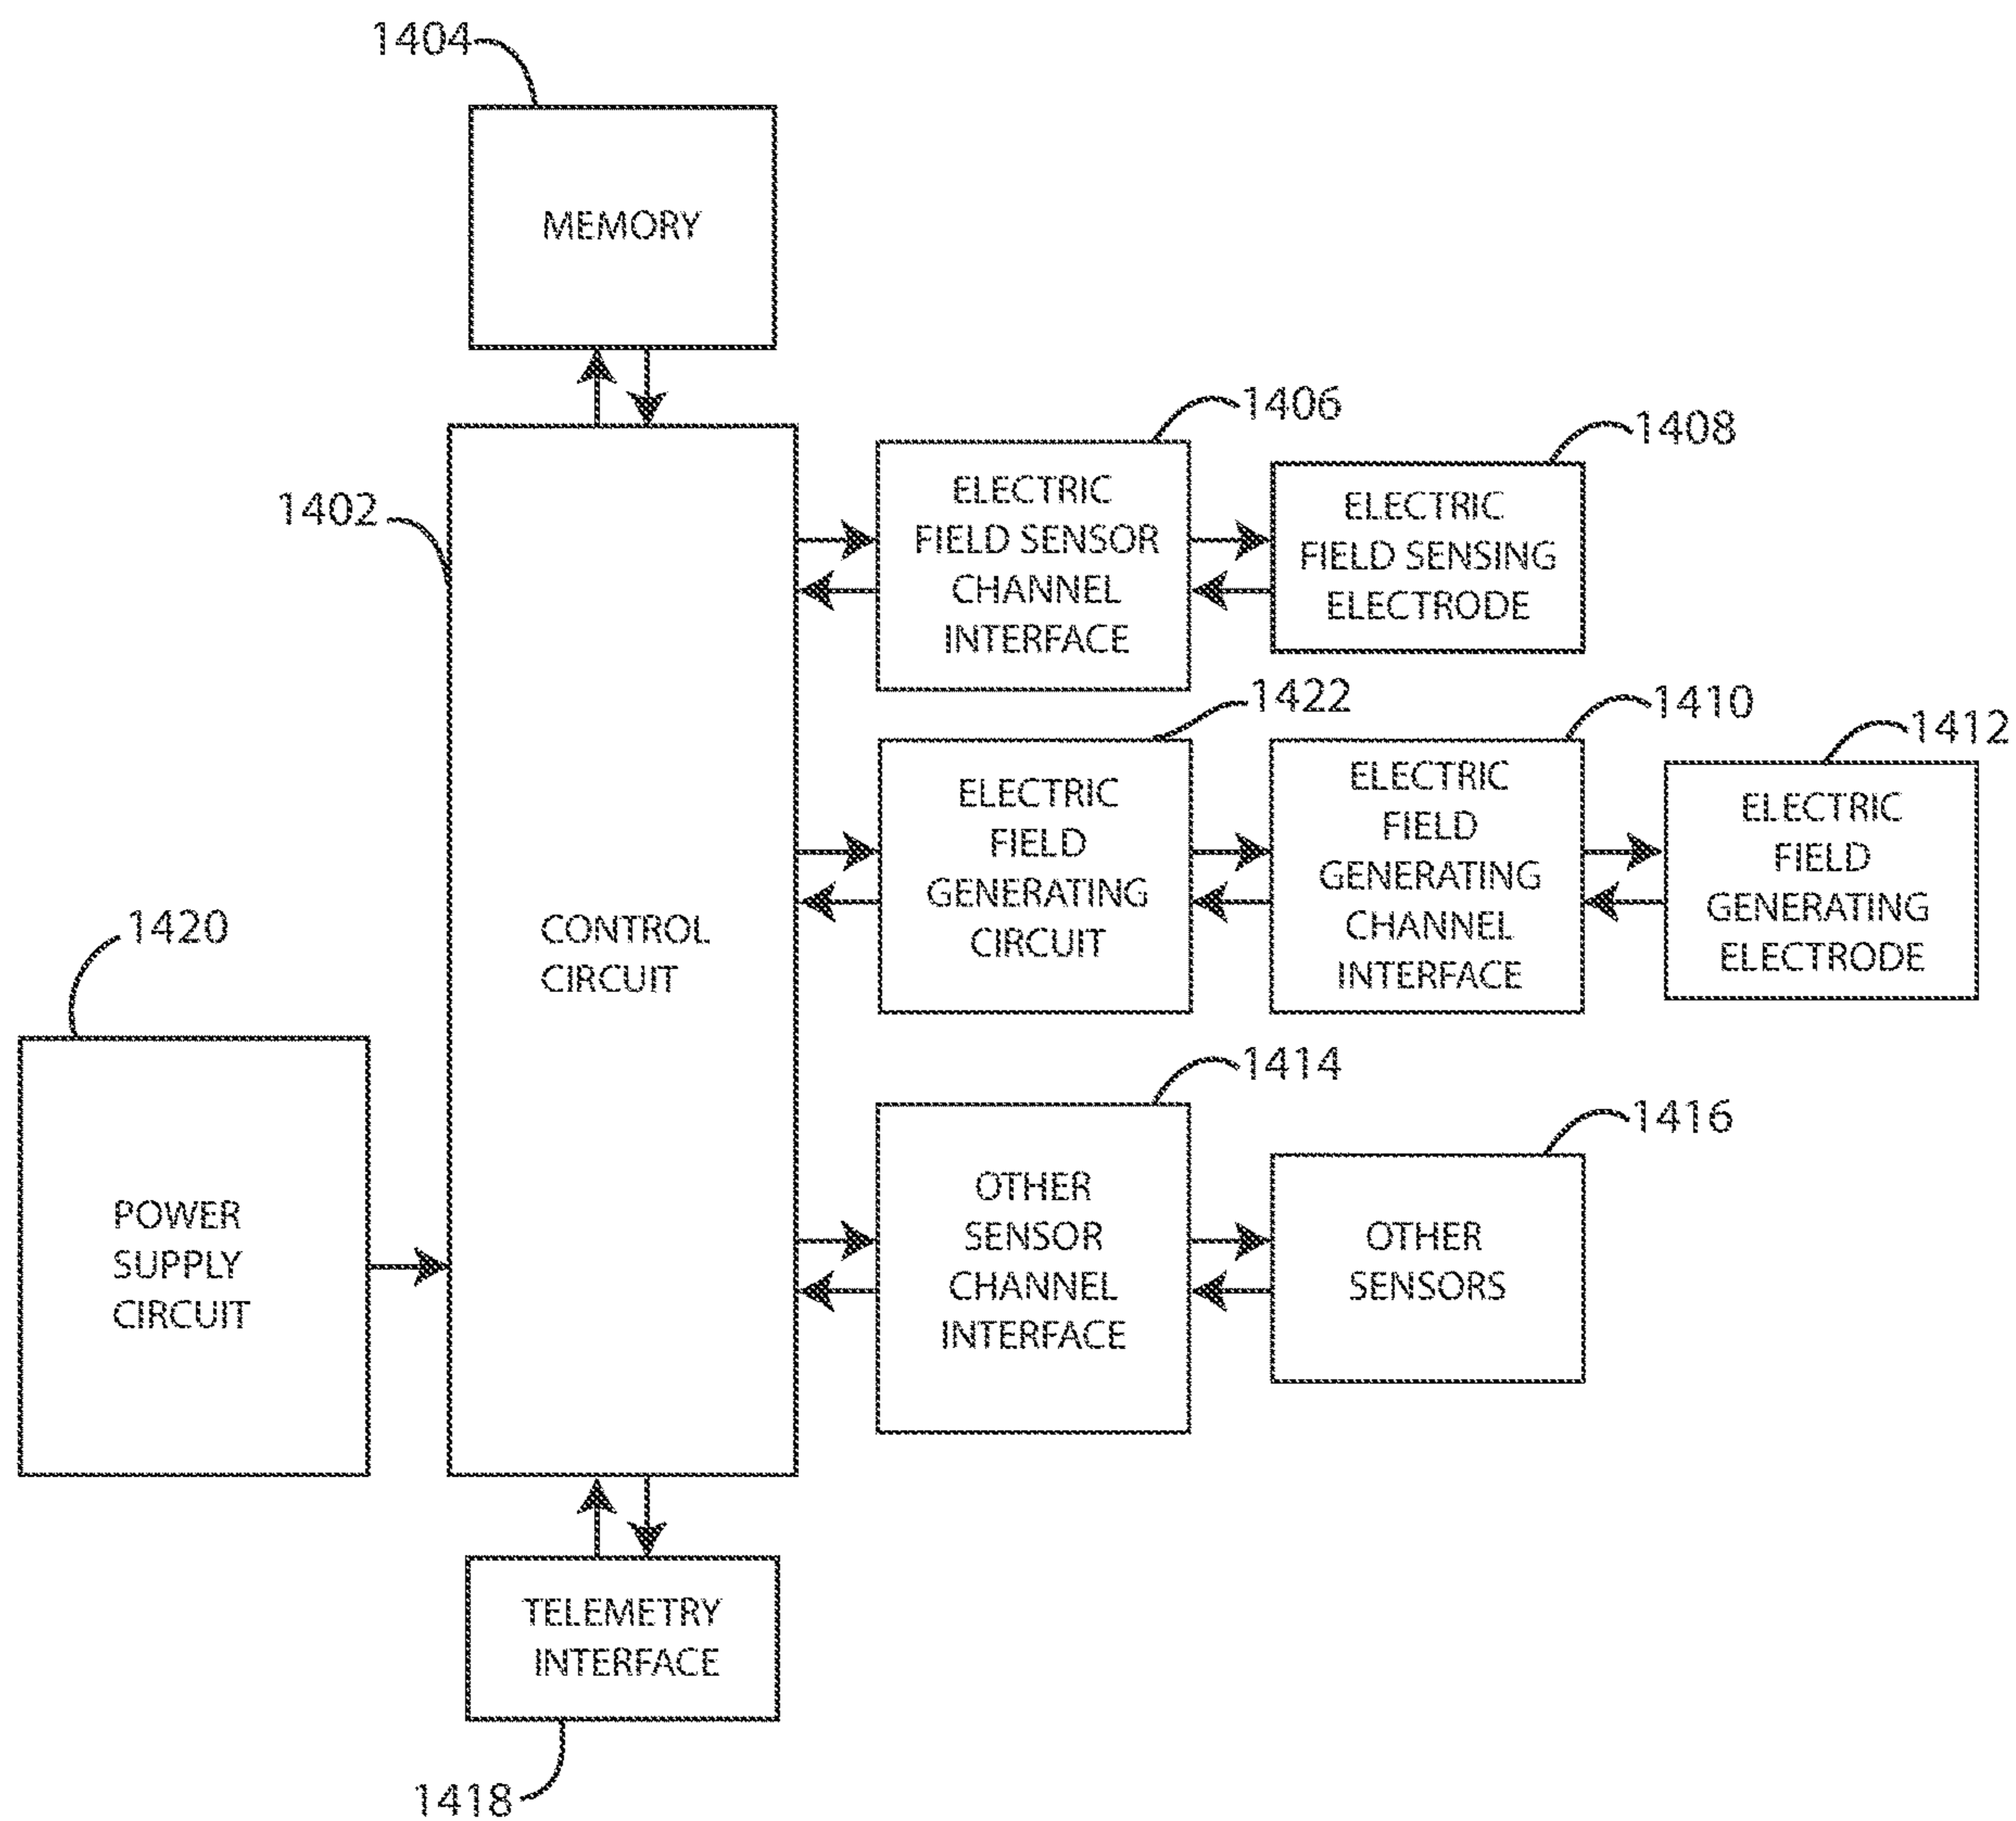 1404
MEMORY
1406
1408
1402
ELECTRIC
FIELD SENSOR
CHANNEL
INTERFACE
ELECTRIC
FIELD SENSING
ELECTRODE
1422
1410
1412
ELECTRIC
FIELD
GENERATING
CIRCUIT
ELECTRIC
FIELD
GENERATING
CHANNEL
INTERFACE
ELECTRIC
FIELD
GENERATING
ELECTRODE
1420
CONTROL
CIRCUIT
1414
1416
POWER
SUPPLY
CIRCUIT
OTHER
SENSOR
CHANNEL
INTERFACE
OTHER
SENSORS
TELEMETRY
INTERFACE
1418